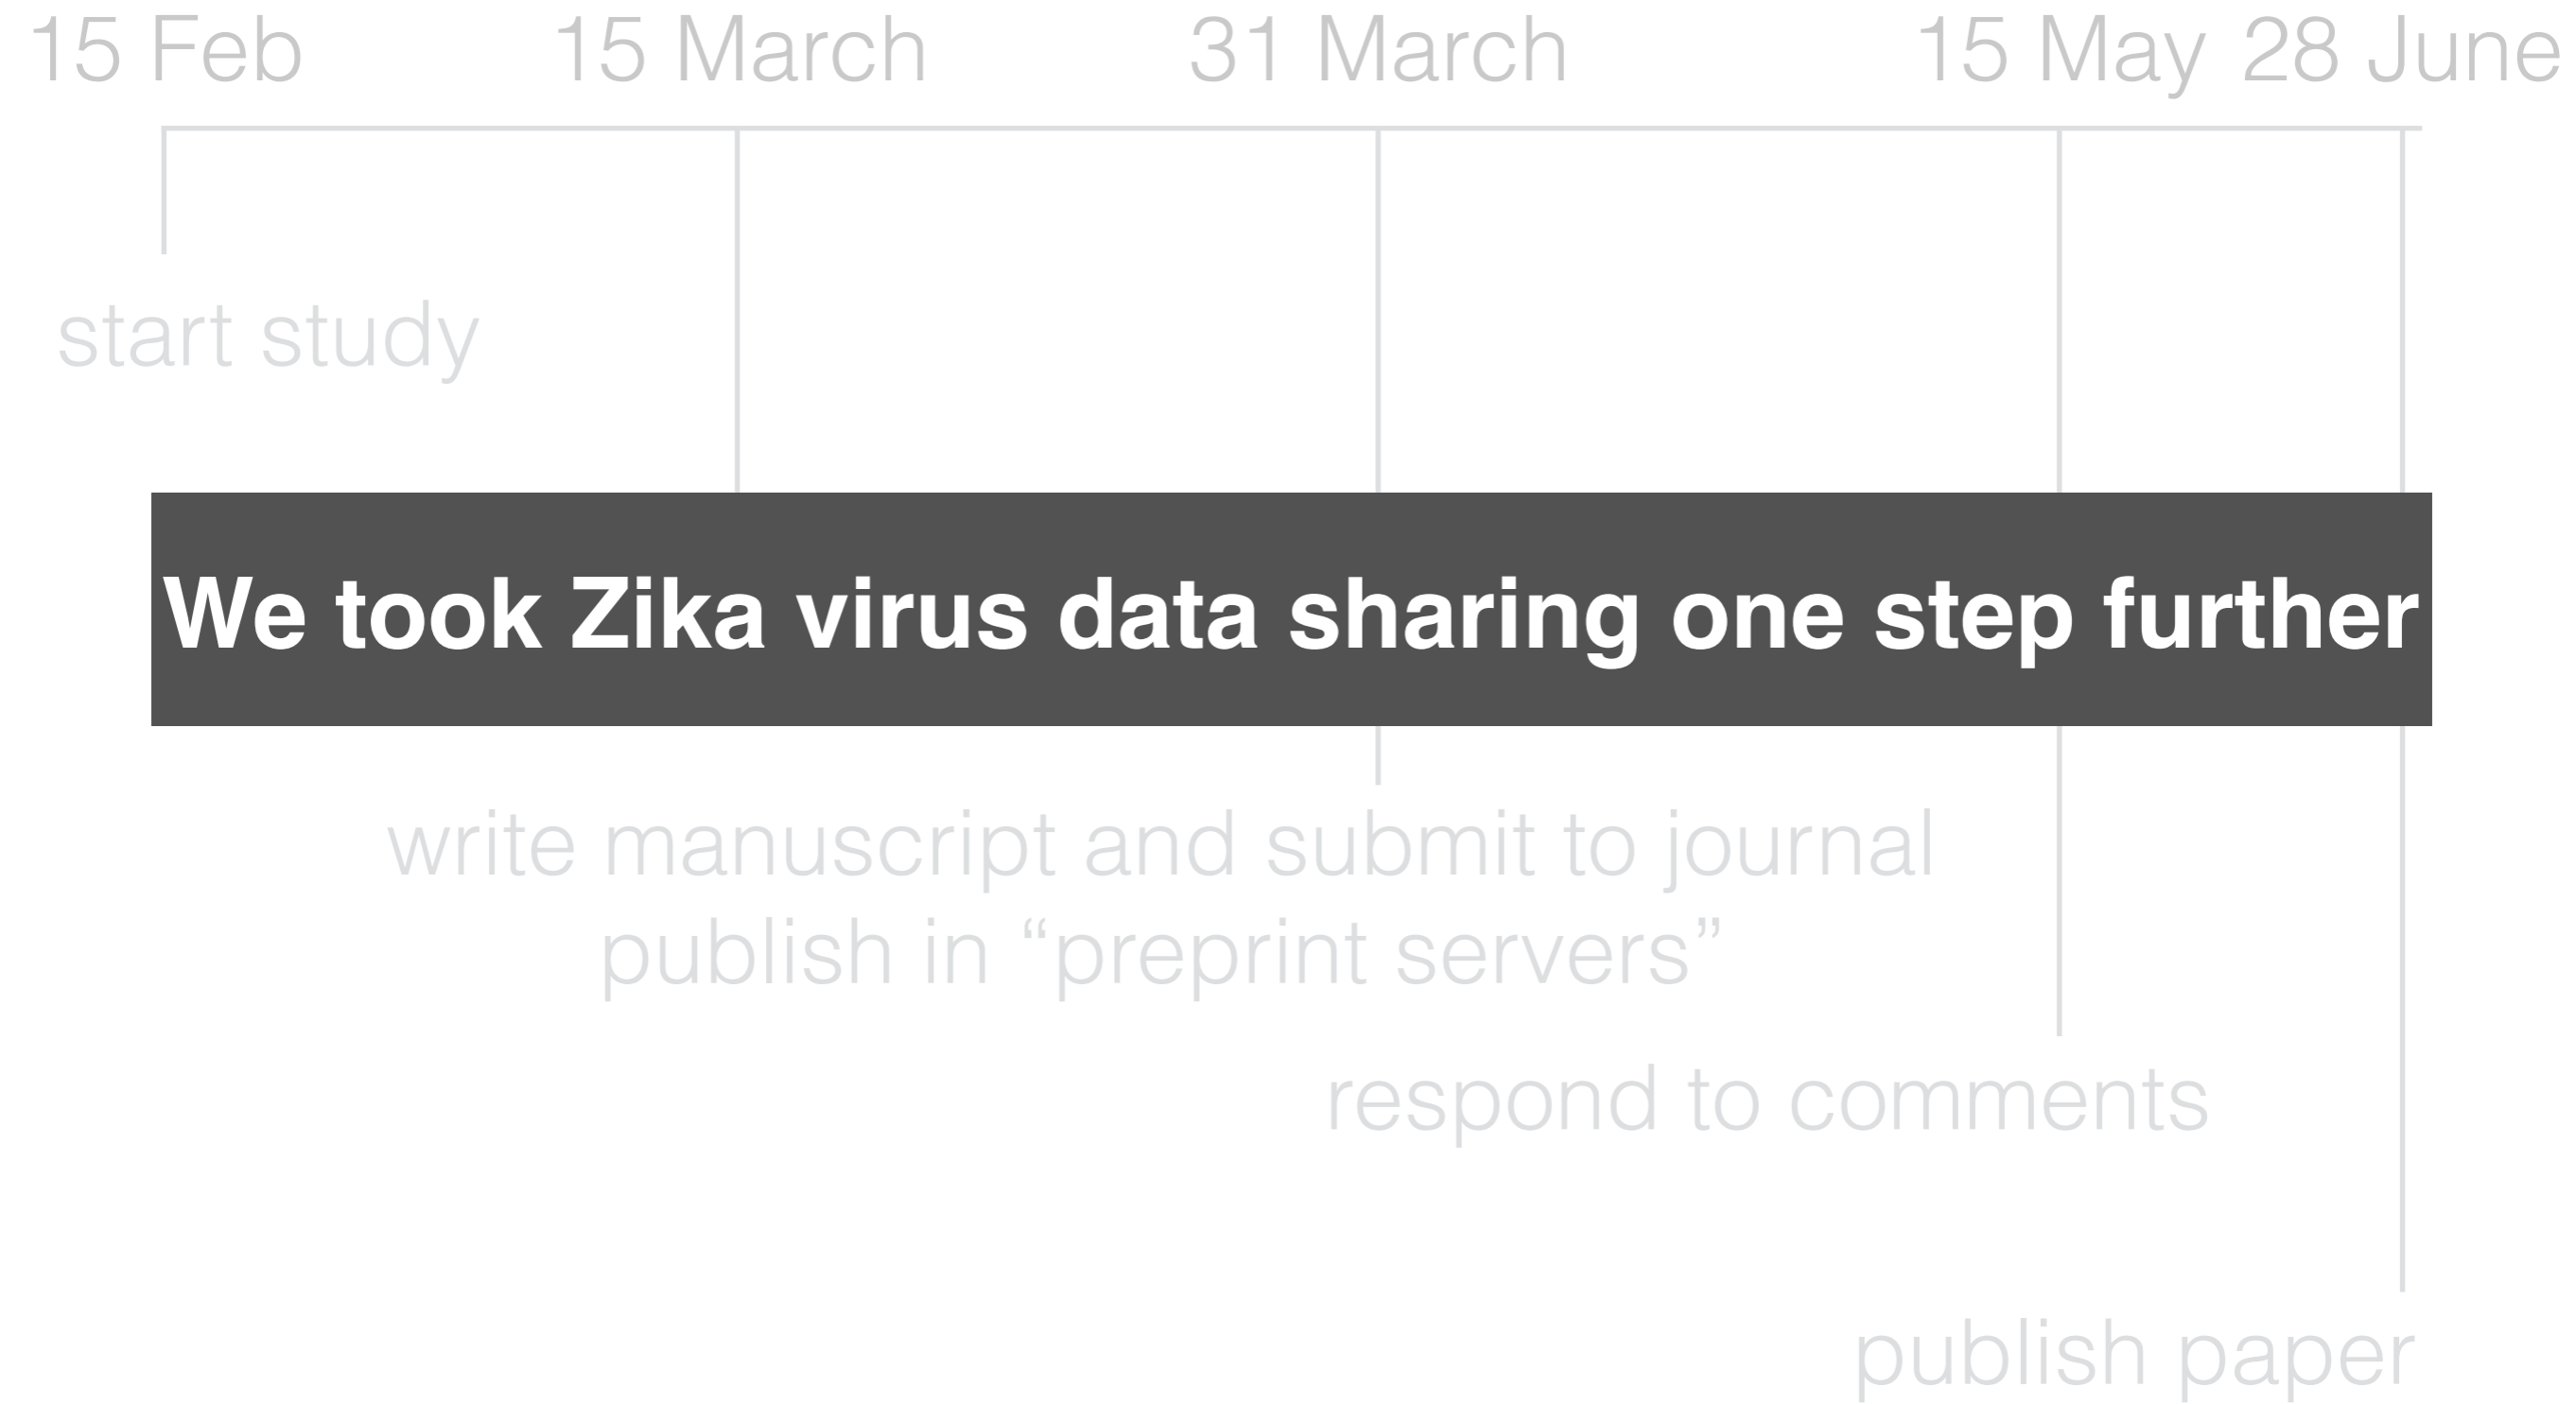 15 Feb 15 March 31 March 15 May 28 June
start study
We took Zika virus data sharing one step further
write manuscript and submit to journal
publish in “preprint servers”
respond to comments
publish paper